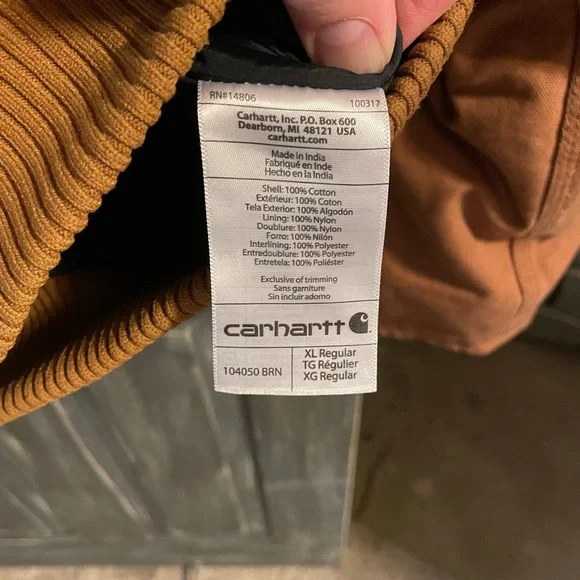 RN#14806 100317
Carhartt, Inc. P.O. Box 600
Dearborn, MI 48121 USA
carhartt.com
Made in India
Fabriqué en Inde
Hecho en la India
Shell: 100% Cotton
Extérieur: 100% Coton
Tela Exterior: 100% Algodón
Lining: 100% Nylon
Doublure: 100% Nylon
Forro: 100% Nilón
Interlining: 100% Polyester
Entredoublure: 100% Polyester
Entretela: 100% Poliéster
Exclusive of trimming
Sans garniture
Sin incluir adorno
carhartt
104050 BRN
XL Regular
TG Régulier
XG Regular